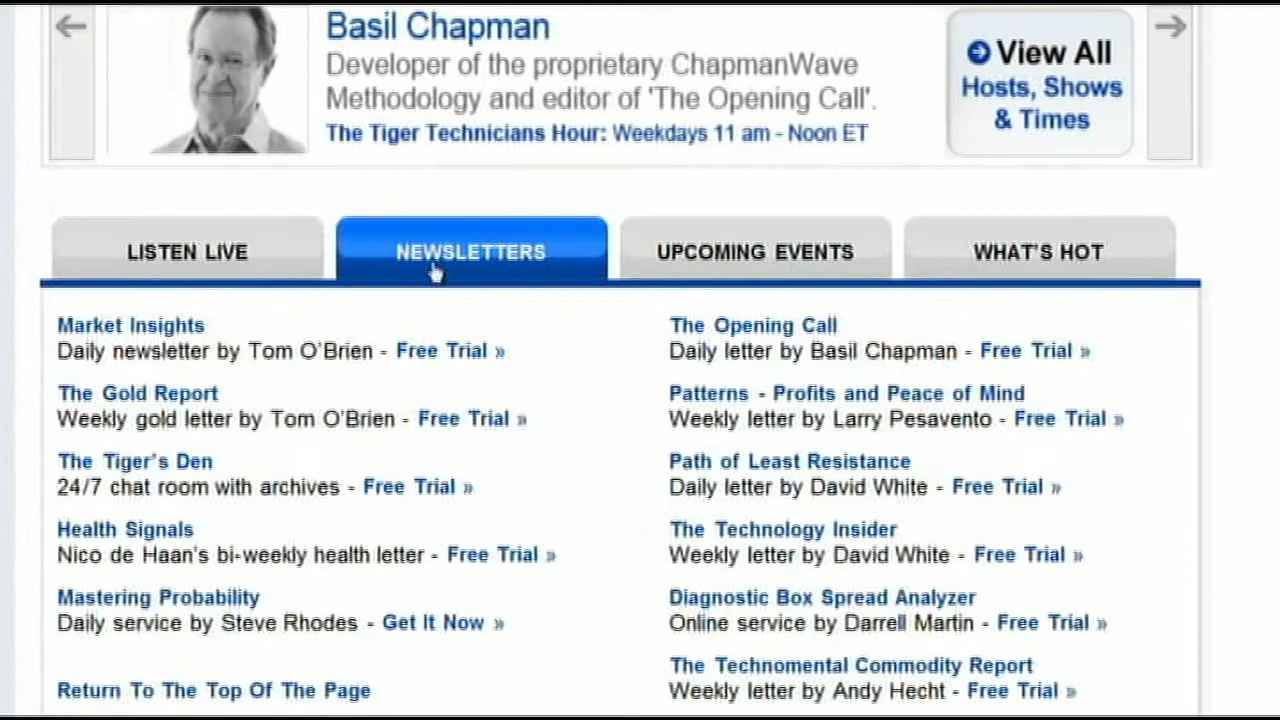 Basil Chapman
Developer of the proprietary ChapmanWave
Methodology and editor of 'The Opening Call'.
The Tiger Technicians Hour: Weekdays 11 am - Noon ET
View All
Hosts, Shows
& Times
LISTEN LIVE
NEWSLETTERS
UPCOMING EVENTS
WHAT'S HOT
Market Insights
Daily newsletter by Tom O'Brien - Free Trial »
The Gold Report
Weekly gold letter by Tom O'Brien - Free Trial »
The Tiger's Den
24/7 chat room with archives - Free Trial »
Health Signals
Nico de Haan's bi-weekly health letter - Free Trial »
Mastering Probability
Daily service by Steve Rhodes - Get It Now »
Return To The Top Of The Page
The Opening Call
Daily letter by Basil Chapman - Free Trial »
Patterns - Profits and Peace of Mind
Weekly letter by Larry Pesavento - Free Trial »
Path of Least Resistance
Daily letter by David White - Free Trial »
The Technology Insider
Weekly letter by David White - Free Trial »
Diagnostic Box Spread Analyzer
Online service by Darrell Martin - Free Trial »
The Technomental Commodity Report
Weekly letter by Andy Hecht - Free Trial »